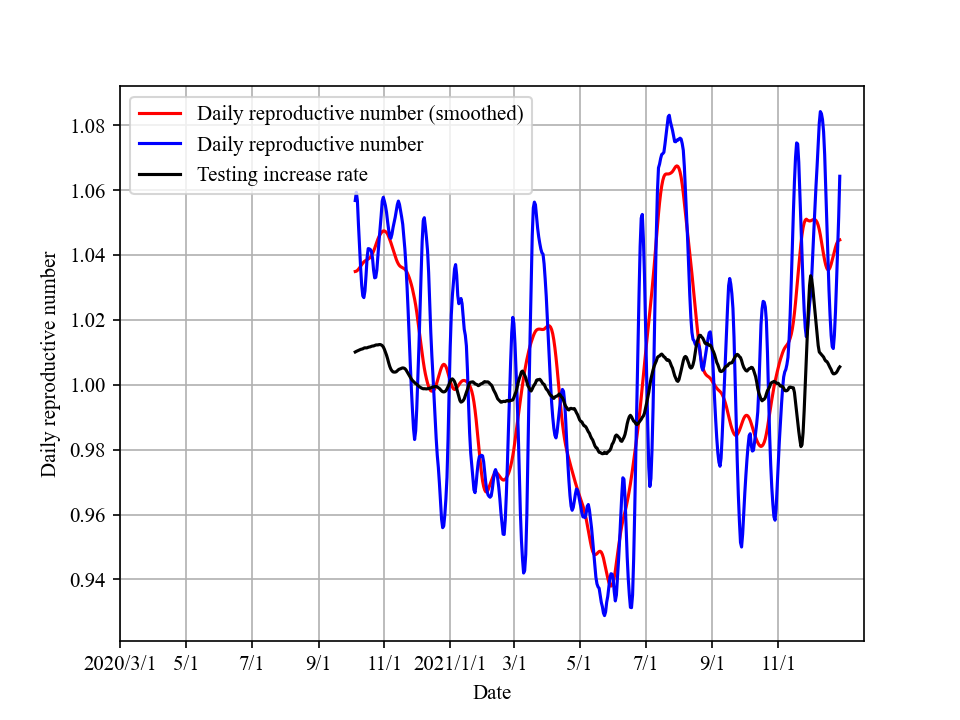 Daily reproductive number (smoothed)
Daily reproductive number
Testing increase rate
Daily reproductive number
1.08
1.06
1.04
1.02
1.00
0.98
0.96
0.94
2020/3/1 5/1 7/1 9/1 11/1 2021/1/1 3/1 5/1 7/1 9/1 11/1
Date